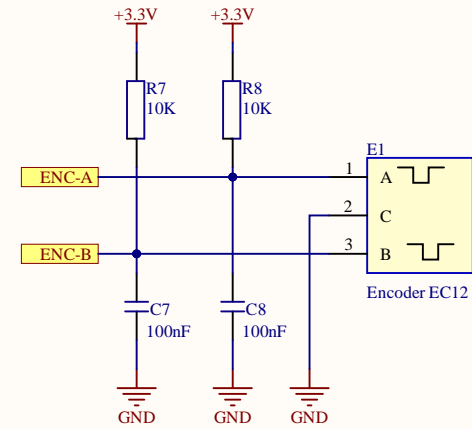 +3.3V +3.3V
R7 R8
10K 10K
E1
ENC-A 1 A
2 C
ENC-B 3 B
C7 C8
100nF 100nF
Encoder EC12
GND GND GND